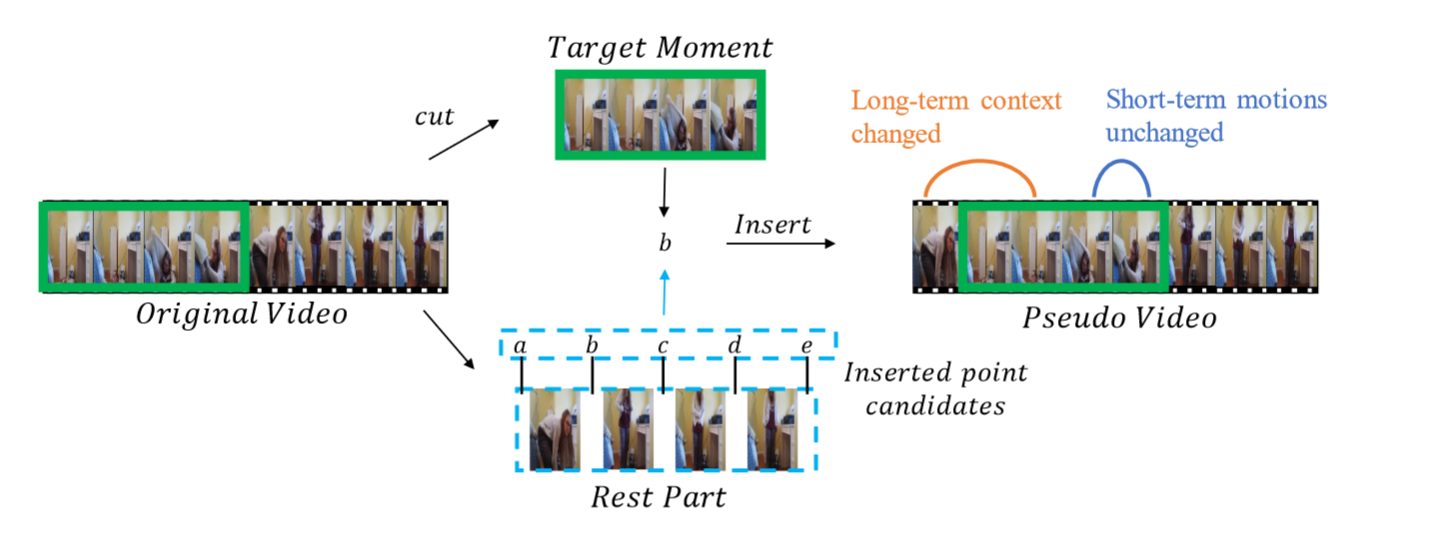 Target Moment
cut
Long-term context
changed
Short-term motions
unchanged
b
Insert
Original Video
Pseudo Video
a b c d e
Inserted point
candidates
Rest Part